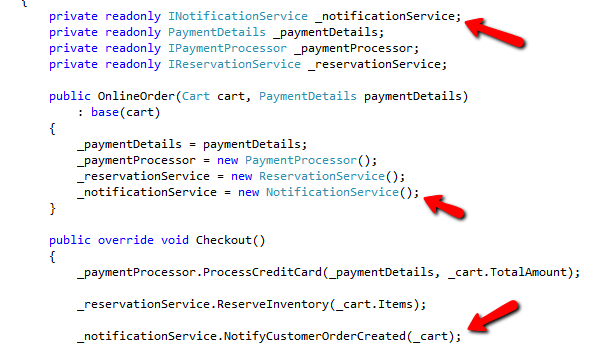 {
private readonly INotificationService _notificationService;
private readonly PaymentDetails _paymentDetails;
private readonly IPaymentProcessor _paymentProcessor;
private readonly IReservationService _reservationService;
public OnlineOrder(Cart cart, PaymentDetails paymentDetails)
: base(cart)
{
_paymentDetails = paymentDetails;
_paymentProcessor = new PaymentProcessor();
_reservationService = new ReservationService();
_notificationService = new NotificationService();
}
public override void Checkout()
{
_paymentProcessor.ProcessCreditCard(_paymentDetails, _cart.TotalAmount);
_reservationService.ReserveInventory(_cart.Items);
_notificationService.NotifyCustomerOrderCreated(_cart);